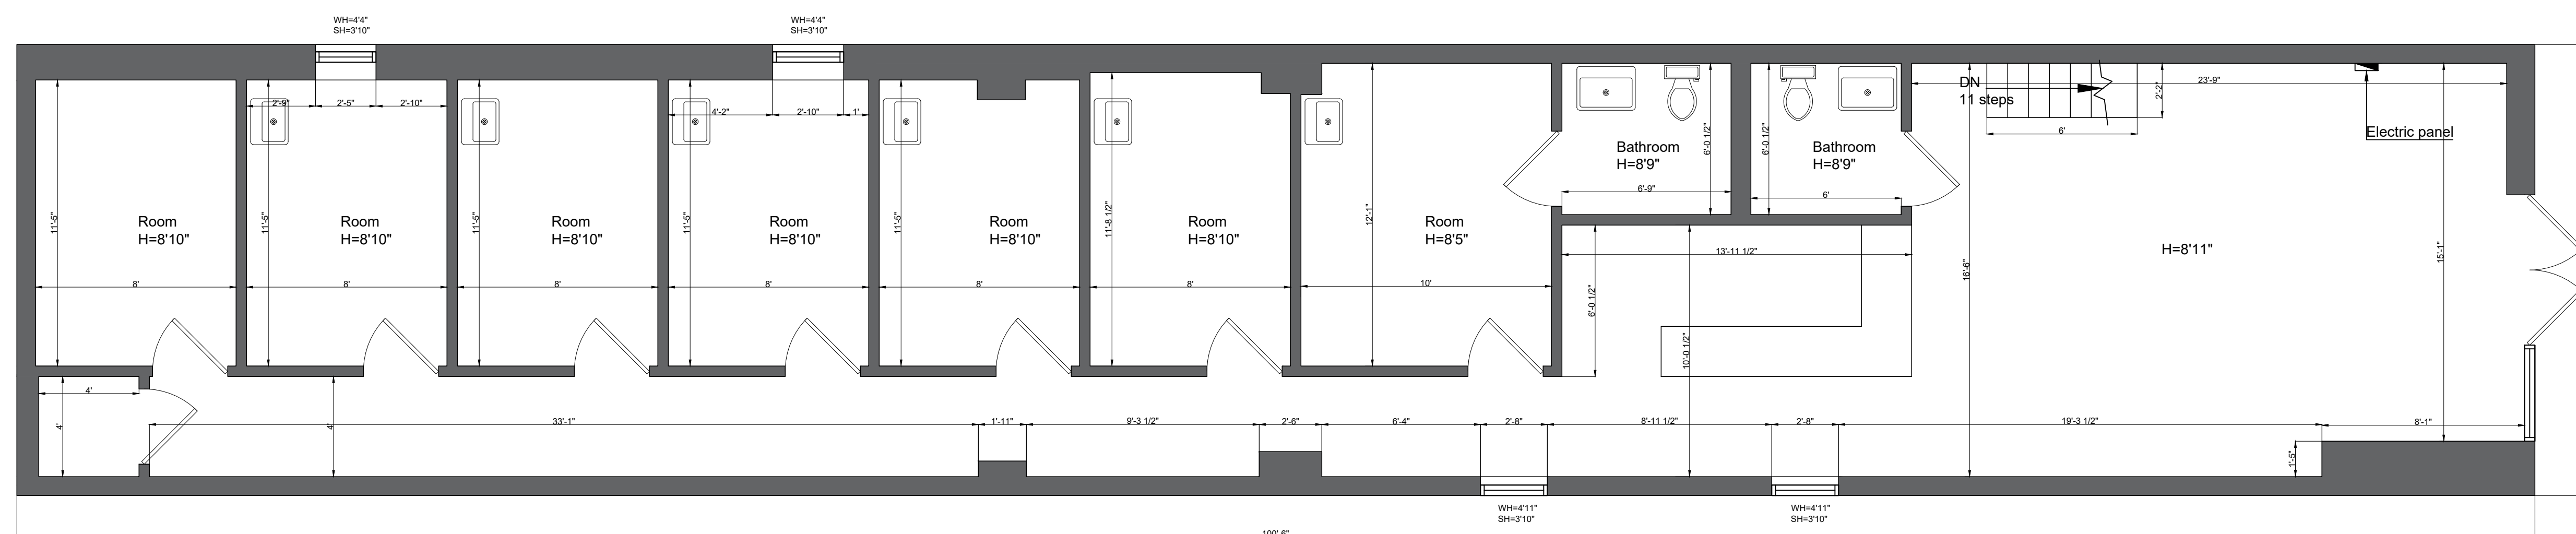 WH=4'4"
SH=3'10"
WH=4'4"
SH=3'10"
2'-9"
2'-5"
2'-10"
4'-2"
2'-10"
1'
DN
11 steps
23'-9"
2'-2"
6'
Electric panel
11'-5"
11'-5"
11'-5"
11'-5"
11'-5"
11'-8 1/2"
12'-1"
6'-0 1/2"
6'-0 1/2"
Bathroom
H=8'9"
Bathroom
H=8'9"
6'-9"
6'
Room
H=8'10"
Room
H=8'10"
Room
H=8'10"
Room
H=8'10"
Room
H=8'10"
Room
H=8'10"
Room
H=8'5"
H=8'11"
15'-1"
16'-6"
13'-11 1/2"
8'
8'
8'
8'
8'
8'
10'
6'-0 1/2"
10'-0 1/2"
4'
4'
4'
33'-1"
1'-11"
9'-3 1/2"
2'-6"
6'-4"
2'-8"
8'-11 1/2"
2'-8"
19'-3 1/2"
8'-1"
1'-5"
WH=4'11"
SH=3'10"
WH=4'11"
SH=3'10"
100'-6"